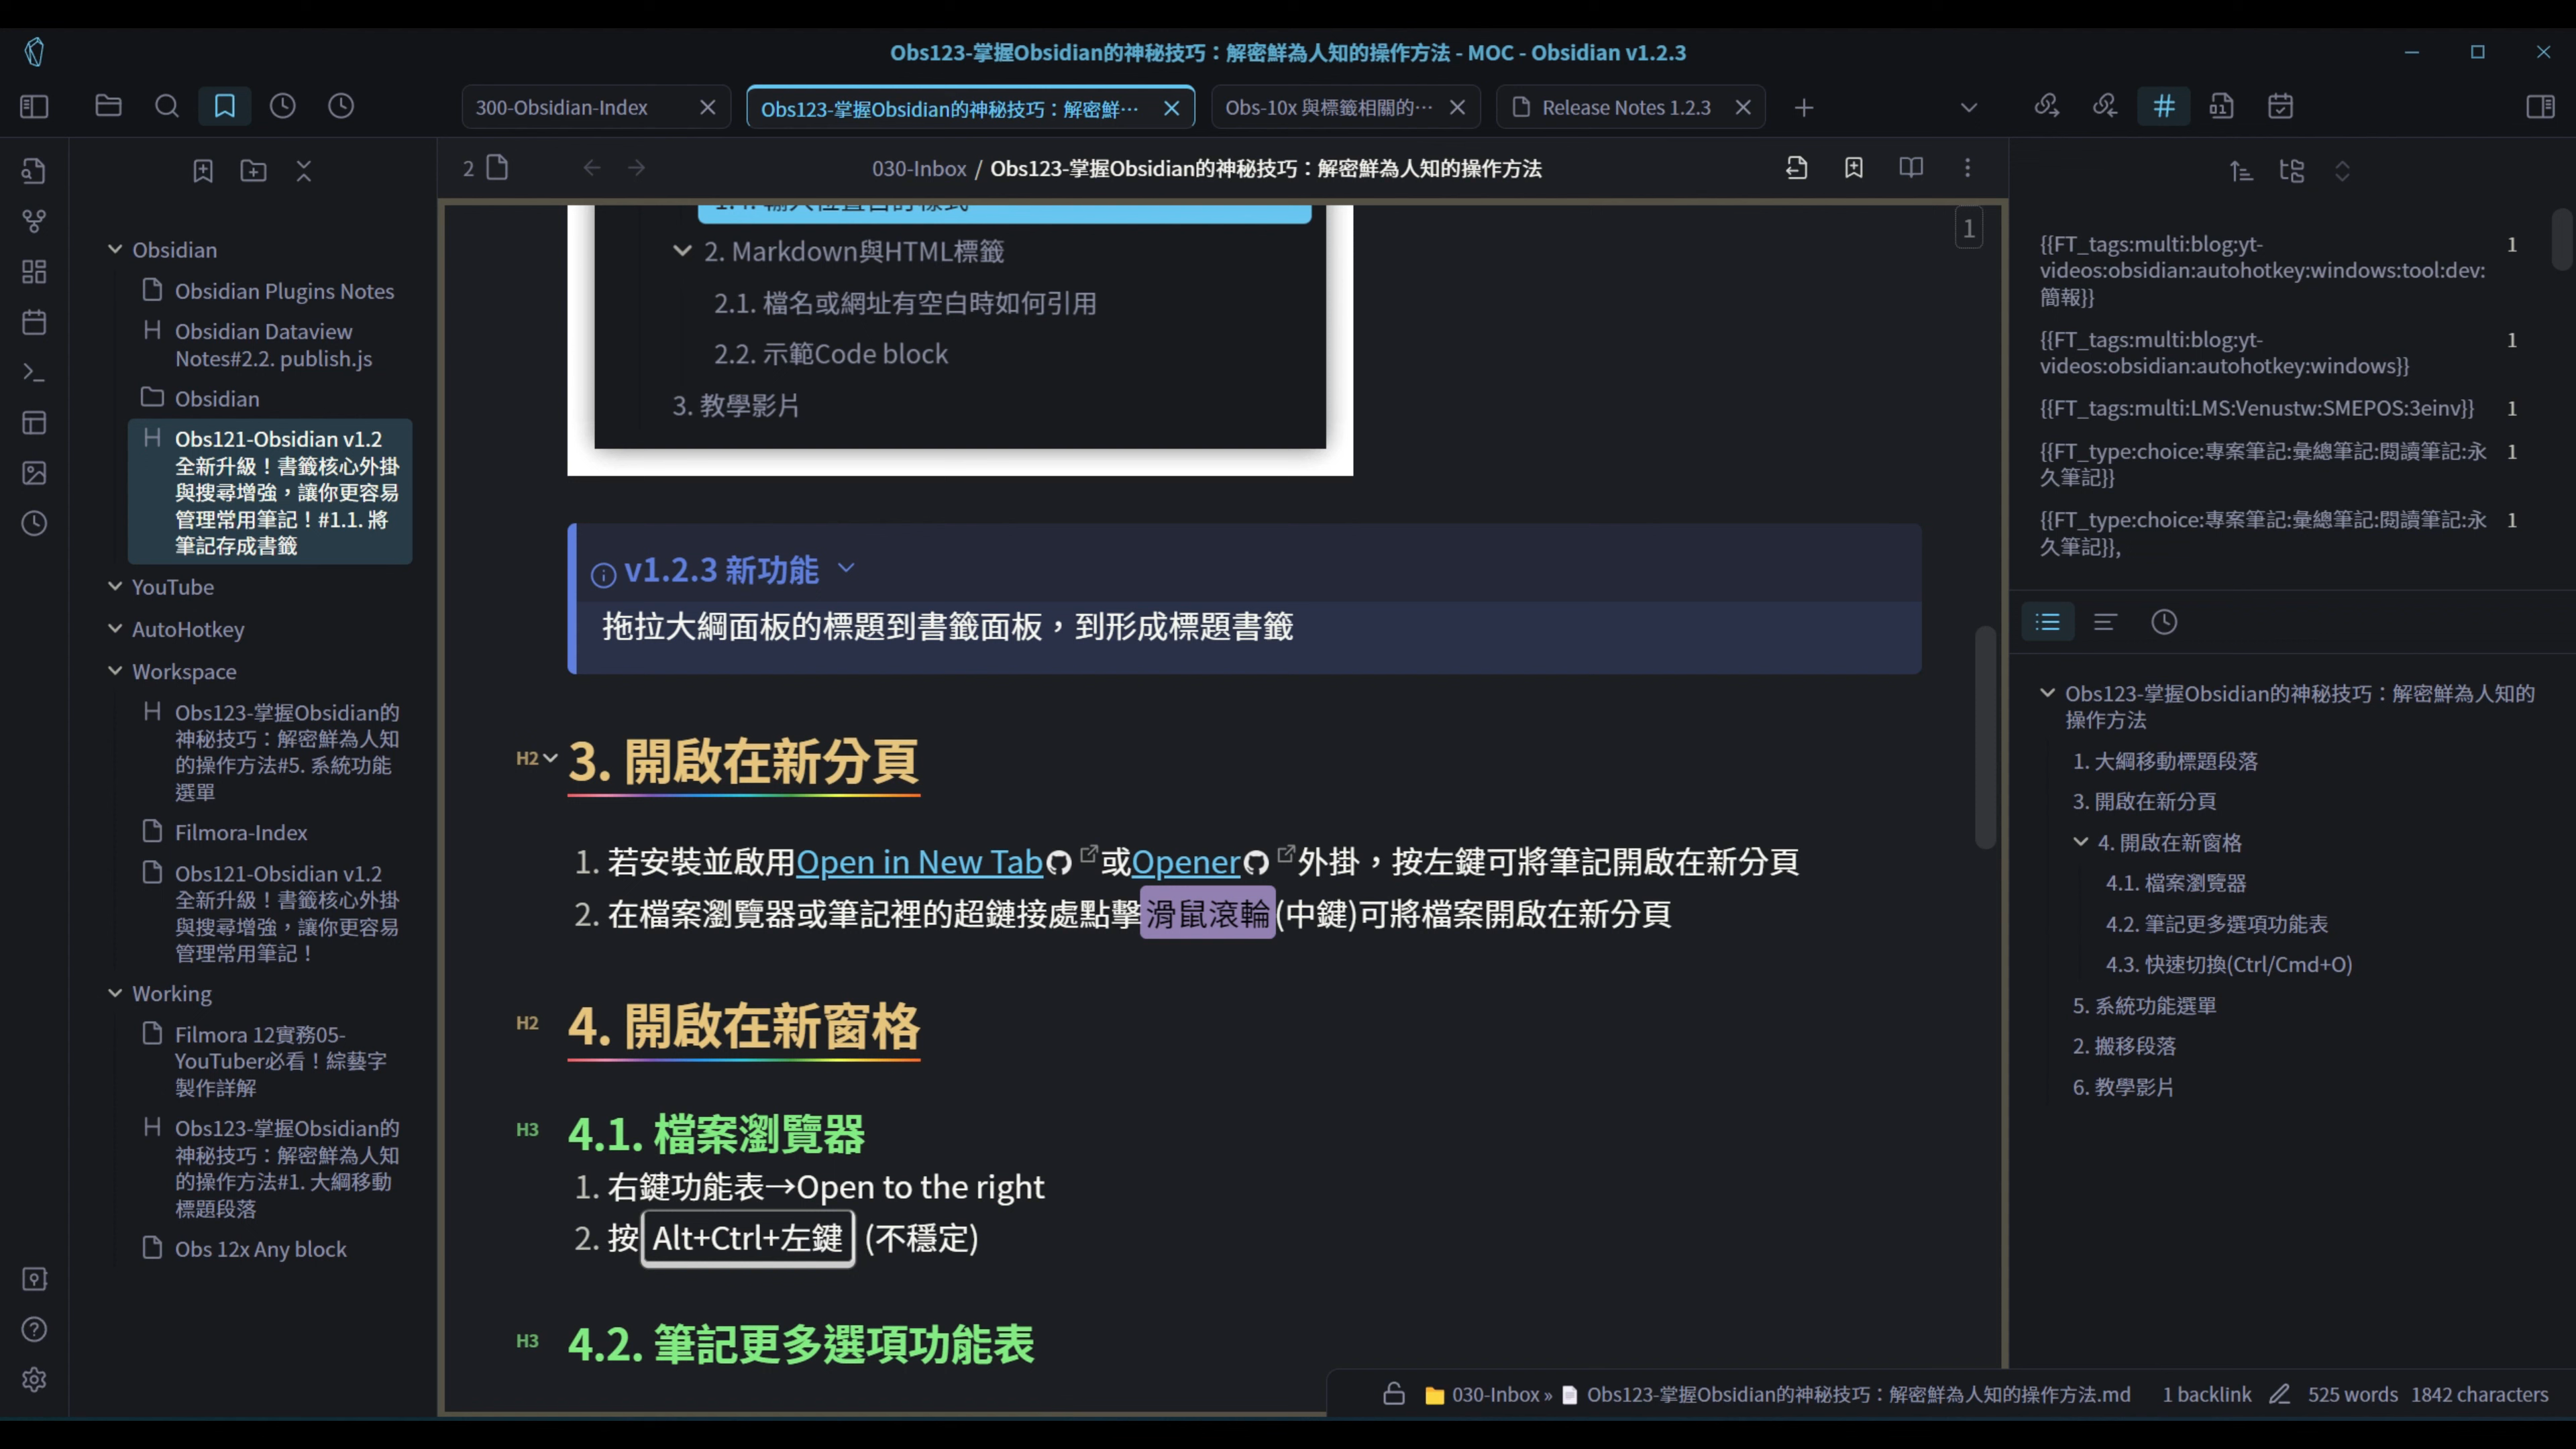 Obs123-掌握Obsidian的神秘技巧：解密鮮為人知的操作方法 - MOC - Obsidian v1.2.3
300-Obsidian-Index
Obs123-掌握Obsidian的神秘技巧：解密鮮…
Obs-10x 與標籤相關的…
Release Notes 1.2.3
Obsidian
Obsidian Plugins Notes
Obsidian Dataview
Notes#2.2. publish.js
Obsidian
Obs121-Obsidian v1.2
全新升級！書籤核心外掛
與搜尋增強，讓你更容易
管理常用筆記！#1.1. 將
筆記存成書籤
YouTube
AutoHotkey
Workspace
Obs123-掌握Obsidian的
神秘技巧：解密鮮為人知
的操作方法#5. 系統功能
選單
Filmora-Index
Obs121-Obsidian v1.2
全新升級！書籤核心外掛
與搜尋增強，讓你更容易
管理常用筆記！
Working
Filmora 12實務05-
YouTuber必看！綜藝字
製作詳解
Obs123-掌握Obsidian的
神秘技巧：解密鮮為人知
的操作方法#1. 大綱移動
標題段落
Obs 12x Any block
2
030-Inbox / Obs123-掌握Obsidian的神秘技巧：解密鮮為人知的操作方法
1
2. Markdown與HTML標籤
2.1. 檔名或網址有空白時如何引用
2.2. 示範Code block
3. 教學影片
v1.2.3 新功能
拖拉大綱面板的標題到書籤面板，到形成標題書籤
H2 3. 開啟在新分頁
1. 若安裝並啟用Open in New Tab或Opener外掛，按左鍵可將筆記開啟在新分頁
2. 在檔案瀏覽器或筆記裡的超鏈接處點擊滑鼠滾輪(中鍵)可將檔案開啟在新分頁
H2 4. 開啟在新窗格
H3 4.1. 檔案瀏覽器
1. 右鍵功能表→Open to the right
2. 按 Alt+Ctrl+左鍵 (不穩定)
H3 4.2. 筆記更多選項功能表
{{FT_tags:multi:blog:yt- 1
videos:obsidian:autohotkey:windows:tool:dev:
簡報}}
{{FT_tags:multi:blog:yt- 1
videos:obsidian:autohotkey:windows}}
{{FT_tags:multi:LMS:Venustw:SMEPOS:3einv}} 1
{{FT_type:choice:專案筆記:彙總筆記:閱讀筆記:永 1
久筆記}}
{{FT_type:choice:專案筆記:彙總筆記:閱讀筆記:永 1
久筆記}},
Obs123-掌握Obsidian的神秘技巧：解密鮮為人知的
操作方法
1. 大綱移動標題段落
3. 開啟在新分頁
4. 開啟在新窗格
4.1. 檔案瀏覽器
4.2. 筆記更多選項功能表
4.3. 快速切換(Ctrl/Cmd+O)
5. 系統功能選單
2. 搬移段落
6. 教學影片
030-Inbox » Obs123-掌握Obsidian的神秘技巧：解密鮮為人知的操作方法.md 1 backlink 525 words 1842 characters